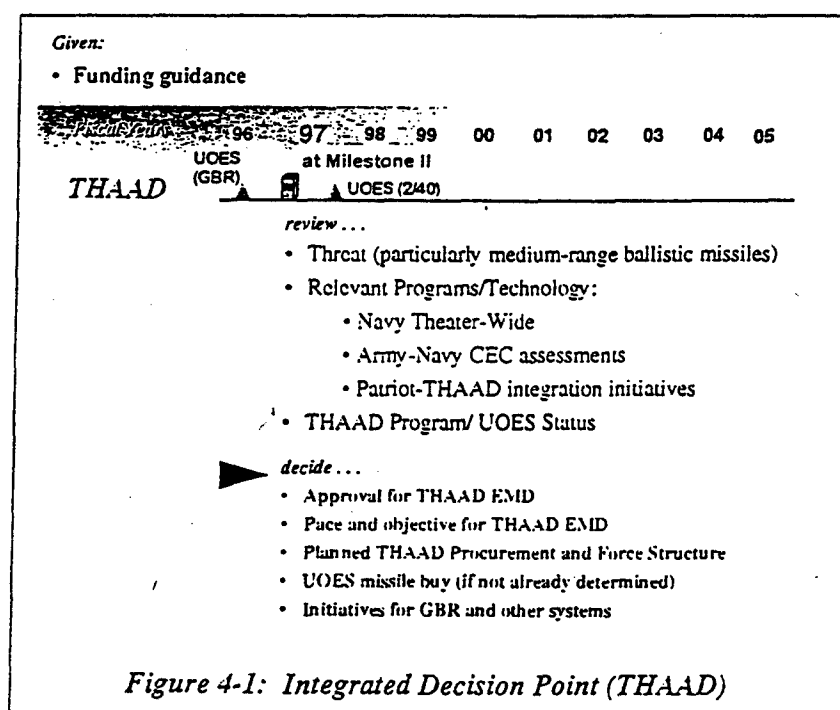 Given:
• Funding guidance
Fiscal Years 96 97 98 99 00 01 02 03 04 05
UOES (GBR) at Milestone II
THAAD UOES (2/40)
review . . .
• Threat (particularly medium-range ballistic missiles)
• Relevant Programs/Technology:
• Navy Theater-Wide
• Army-Navy CEC assessments
• Patriot-THAAD integration initiatives
• THAAD Program/ UOES Status
decide . . .
• Approval for THAAD EMD
• Pace and objective for THAAD EMD
• Planned THAAD Procurement and Force Structure
• UOES missile buy (if not already determined)
• Initiatives for GBR and other systems
Figure 4-1: Integrated Decision Point (THAAD)